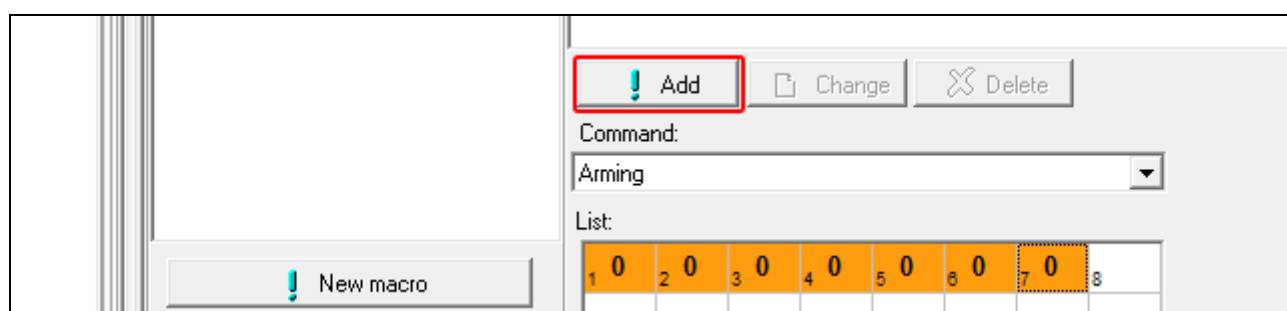 Add Change Delete
Command:
Arming
List:
1 0 2 0 3 0 4 0 5 0 6 0 7 0 8
New macro